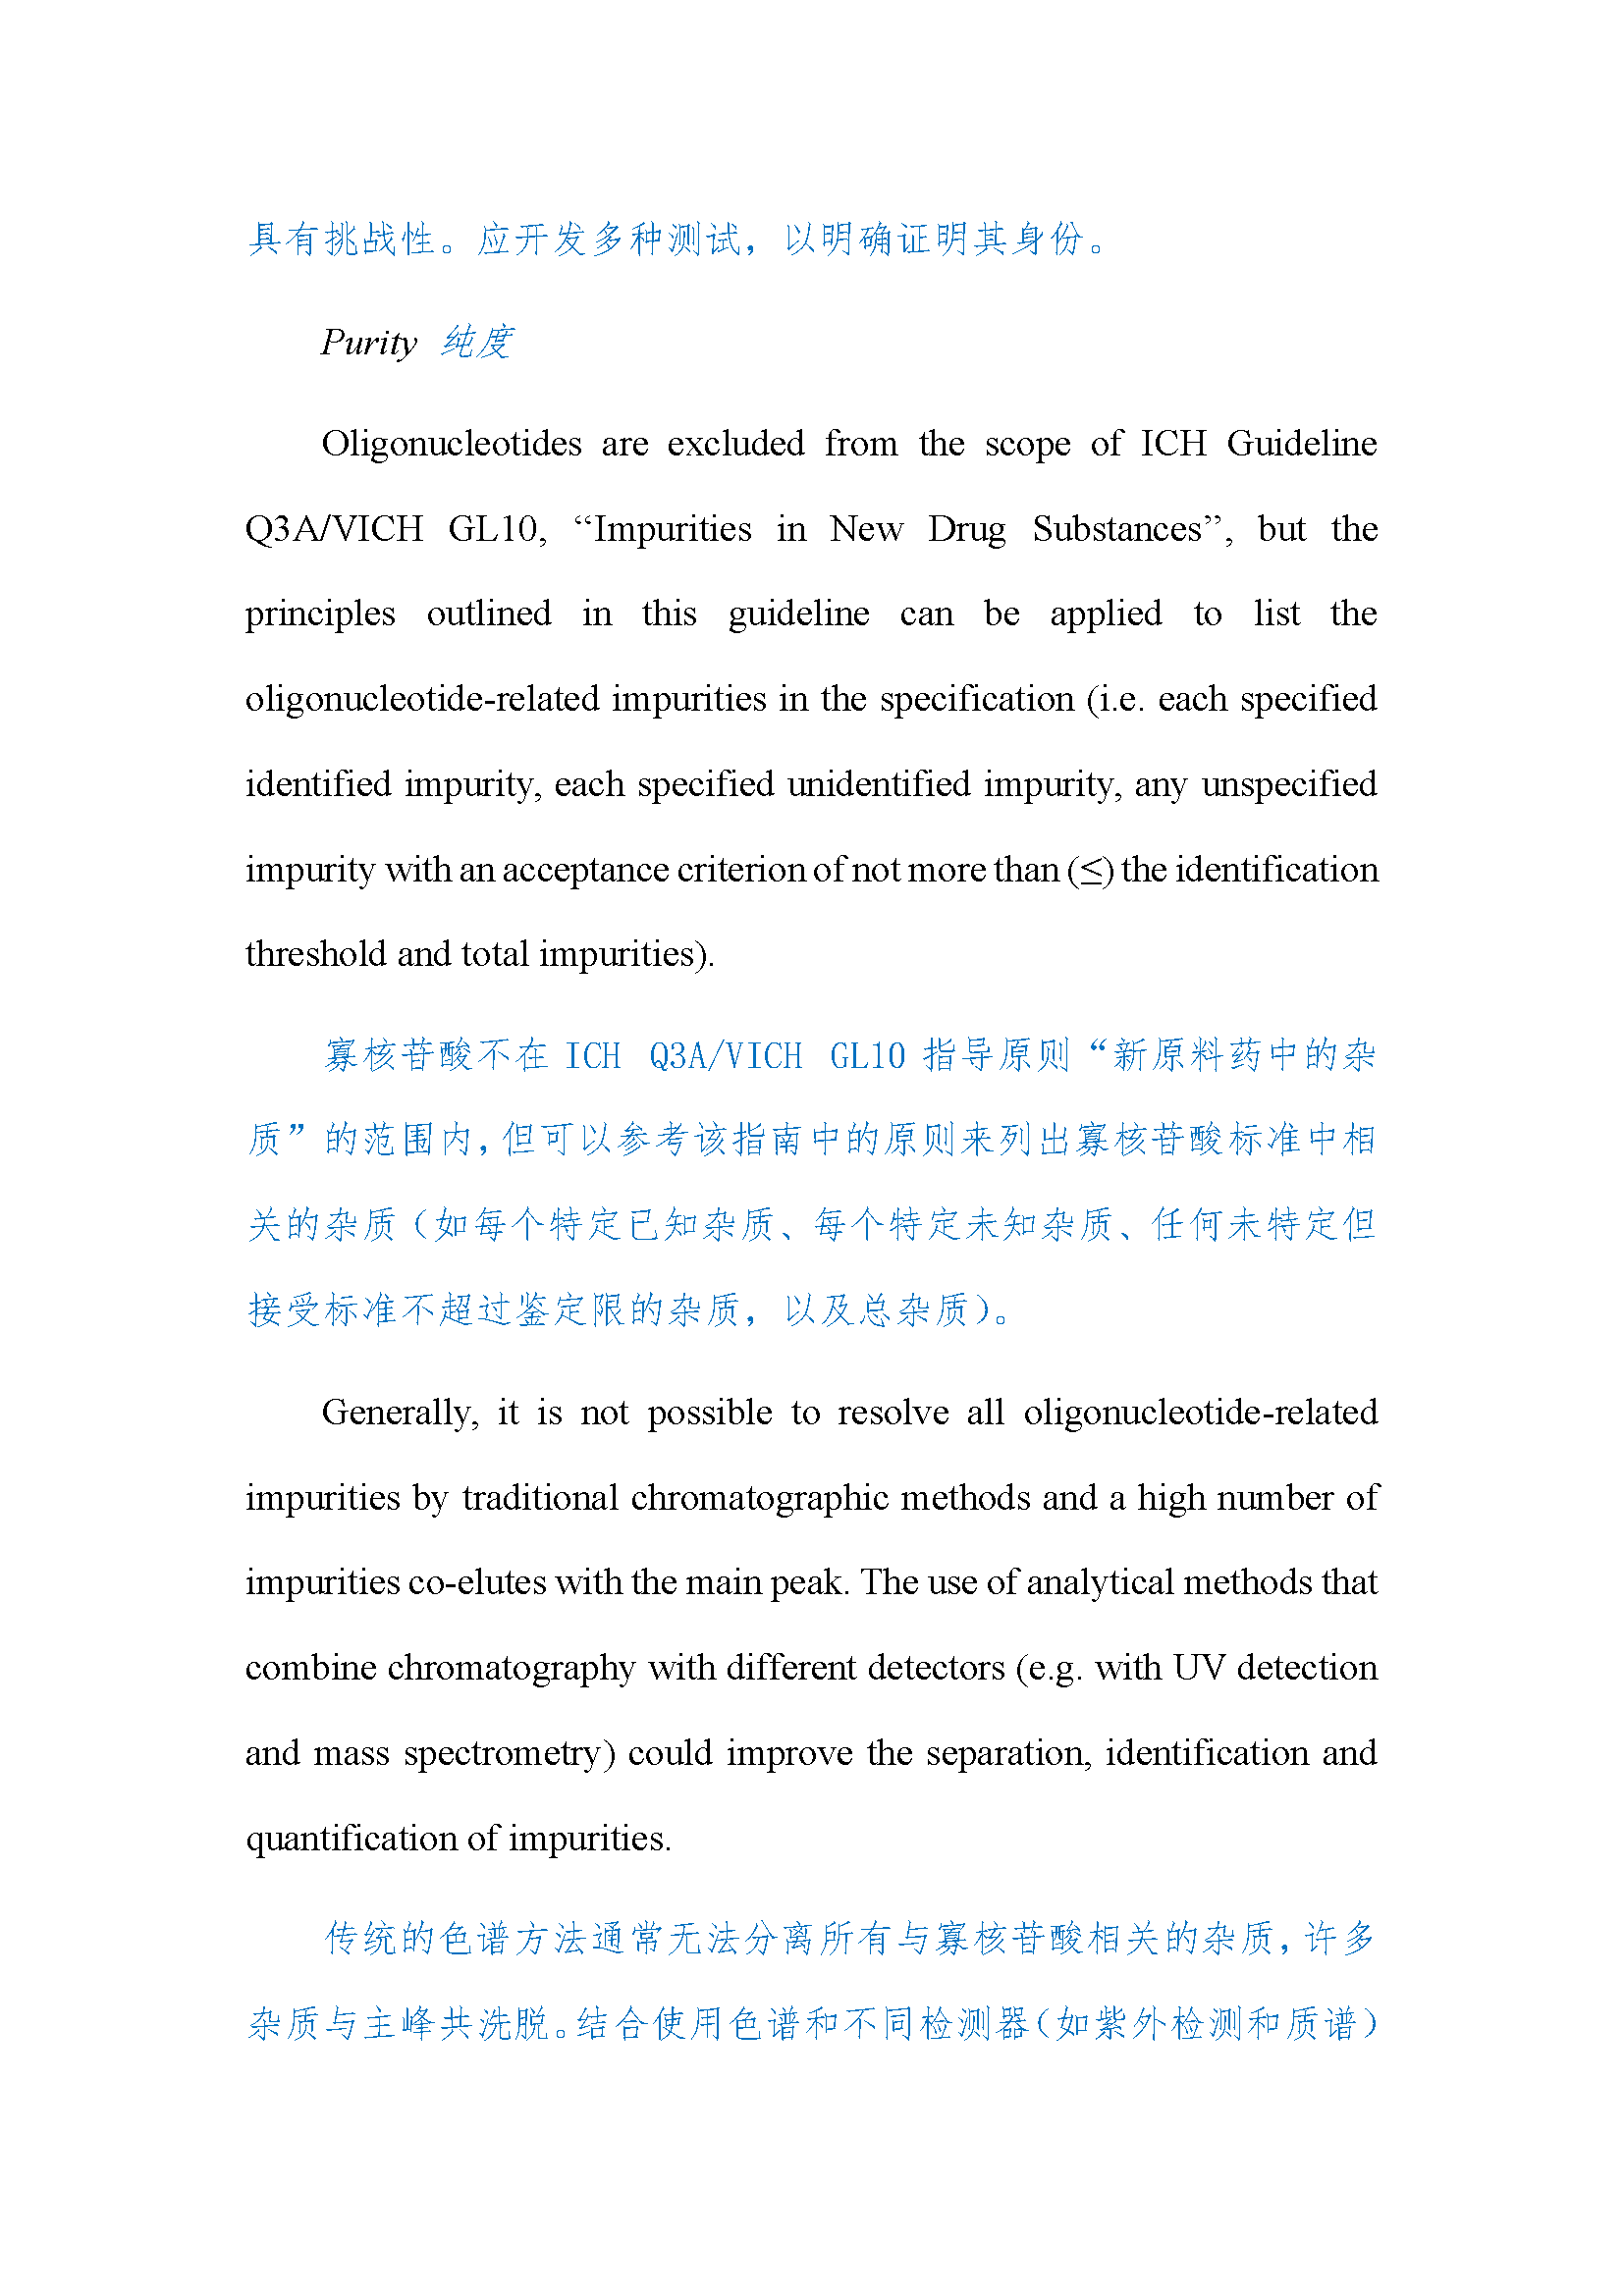 具有挑战性。应开发多种测试，以明确证明其身份。
Purity 纯度
Oligonucleotides are excluded from the scope of ICH Guideline
Q3A/VICH GL10, “Impurities in New Drug Substances”, but the
principles outlined in this guideline can be applied to list the
oligonucleotide-related impurities in the specification (i.e. each specified
identified impurity, each specified unidentified impurity, any unspecified
impurity with an acceptance criterion of not more than (≤) the identification
threshold and total impurities).
寡核苷酸不在 ICH Q3A/VICH GL10 指导原则“新原料药中的杂
质”的范围内，但可以参考该指南中的原则来列出寡核苷酸标准中相
关的杂质（如每个特定已知杂质、每个特定未知杂质、任何未特定但
接受标准不超过鉴定限的杂质，以及总杂质）。
Generally, it is not possible to resolve all oligonucleotide-related
impurities by traditional chromatographic methods and a high number of
impurities co-elutes with the main peak. The use of analytical methods that
combine chromatography with different detectors (e.g. with UV detection
and mass spectrometry) could improve the separation, identification and
quantification of impurities.
传统的色谱方法通常无法分离所有与寡核苷酸相关的杂质，许多
杂质与主峰共洗脱。结合使用色谱和不同检测器（如紫外检测和质谱）